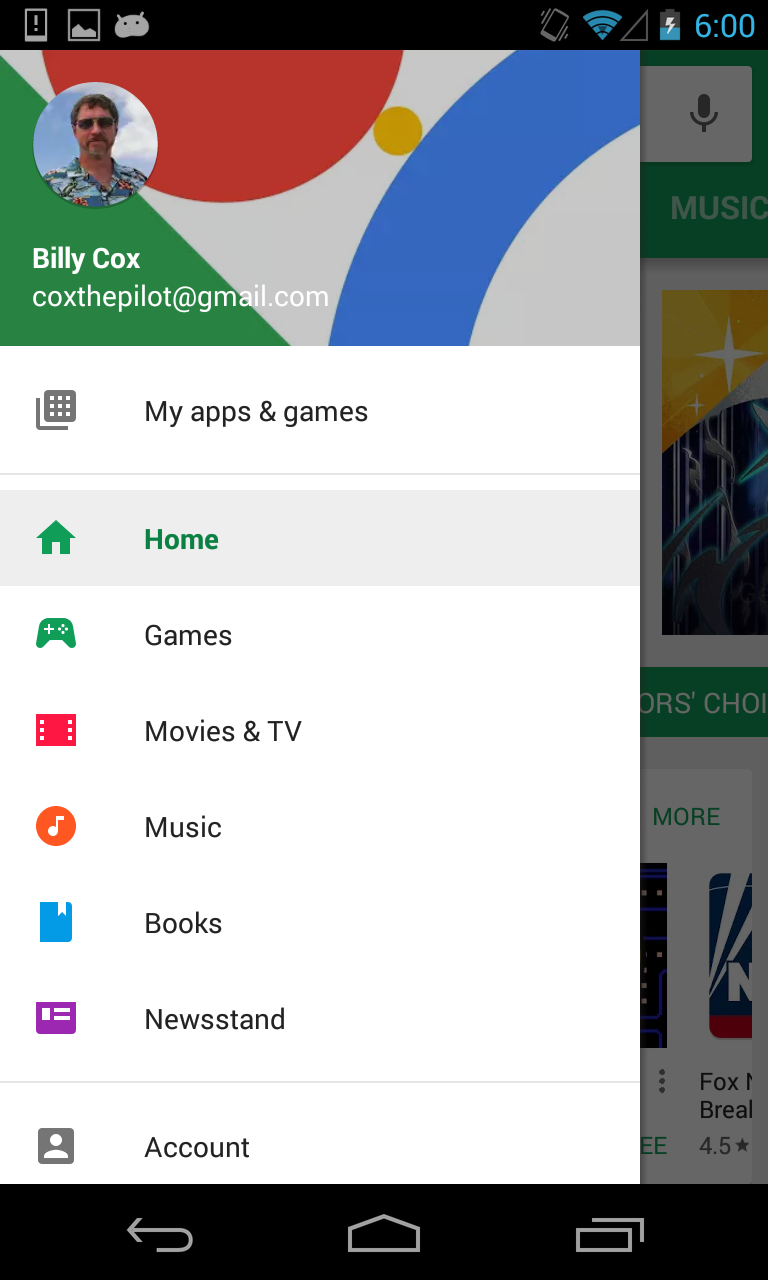 6:00
MUSIC
Billy Cox
coxthepilot@gmail.com
My apps & games
Home
Games
Movies & TV
ORS' CHOI
Music
MORE
Books
N
Newsstand
Fox N
Breal
Account
EE
4.5